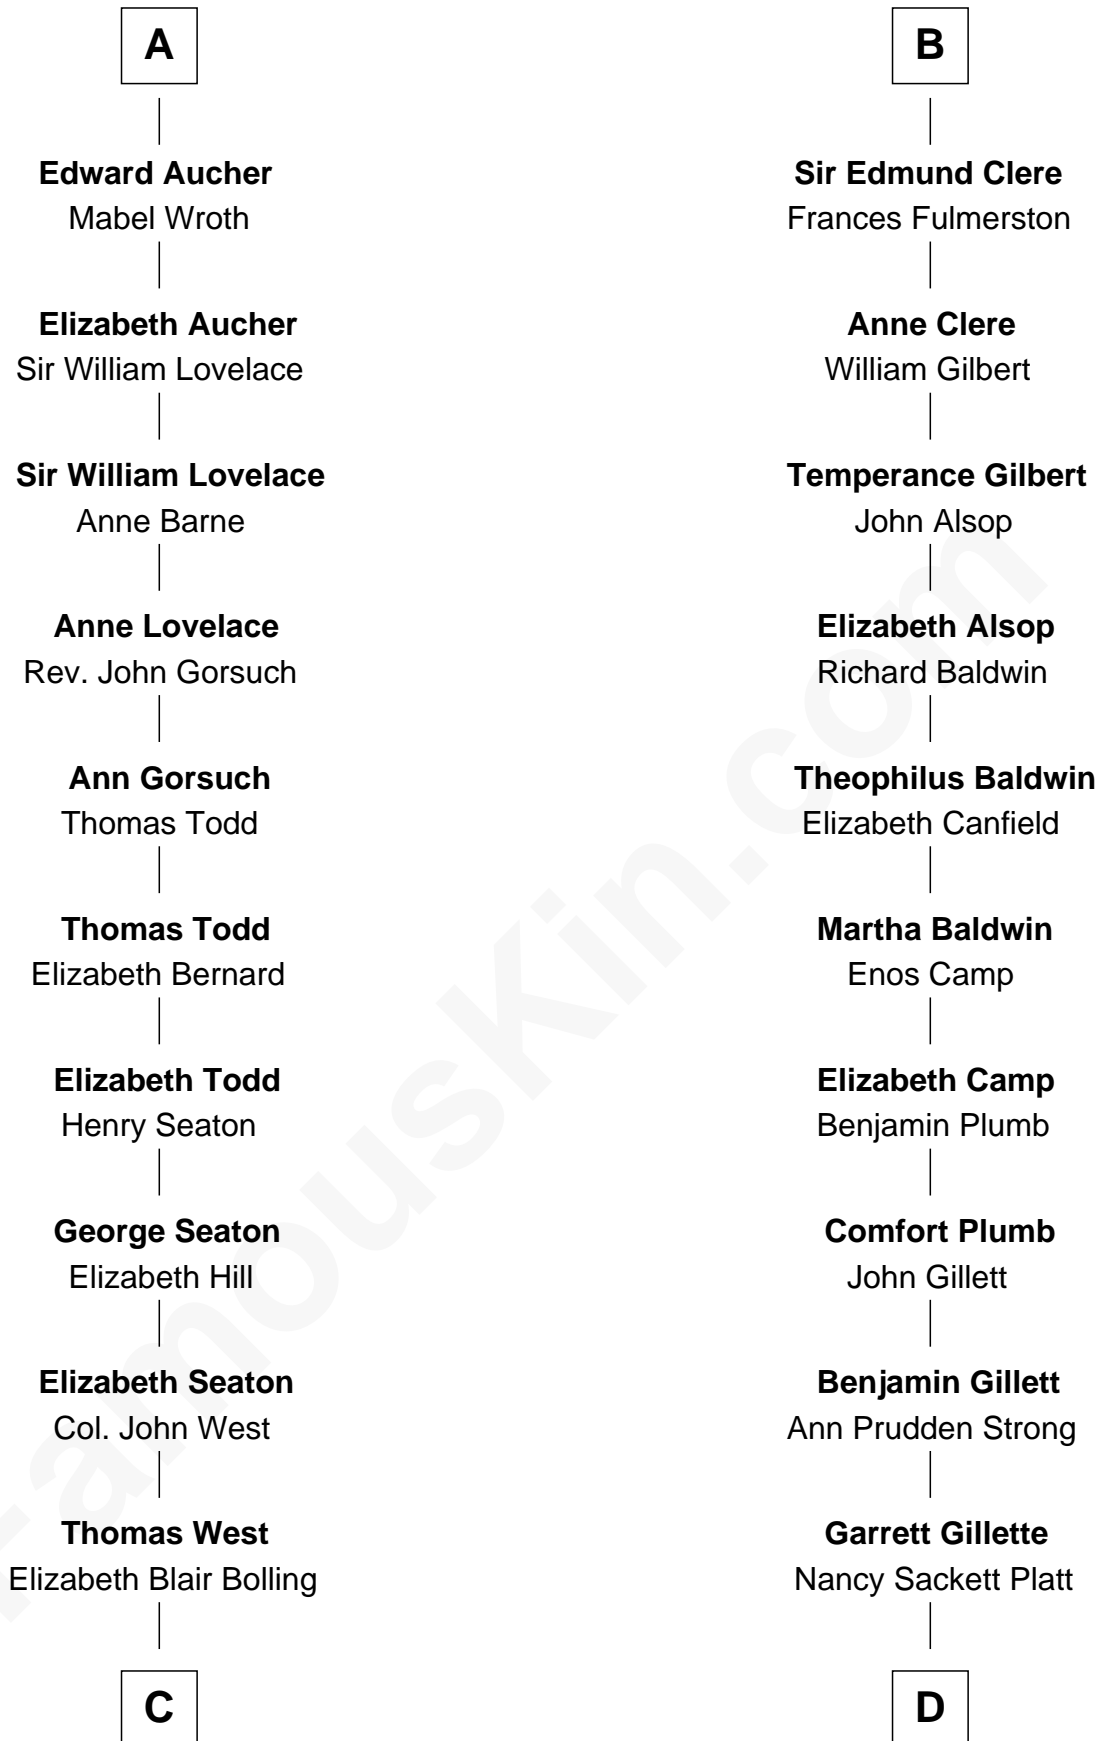 A
Edward Aucher
Mabel Wroth
Elizabeth Aucher
Sir William Lovelace
Sir William Lovelace
Anne Barne
Anne Lovelace
Rev. John Gorsuch
Ann Gorsuch
Thomas Todd
Thomas Todd
Elizabeth Bernard
Elizabeth Todd
Henry Seaton
George Seaton
Elizabeth Hill
Elizabeth Seaton
Col. John West
Thomas West
Elizabeth Blair Bolling
C
B
Sir Edmund Clere
Frances Fulmerston
Anne Clere
William Gilbert
Temperance Gilbert
John Alsop
Elizabeth Alsop
Richard Baldwin
Theophilus Baldwin
Elizabeth Canfield
Martha Baldwin
Enos Camp
Elizabeth Camp
Benjamin Plumb
Comfort Plumb
John Gillett
Benjamin Gillett
Ann Prudden Strong
Garrett Gillette
Nancy Sackett Platt
D
FamousKin.com